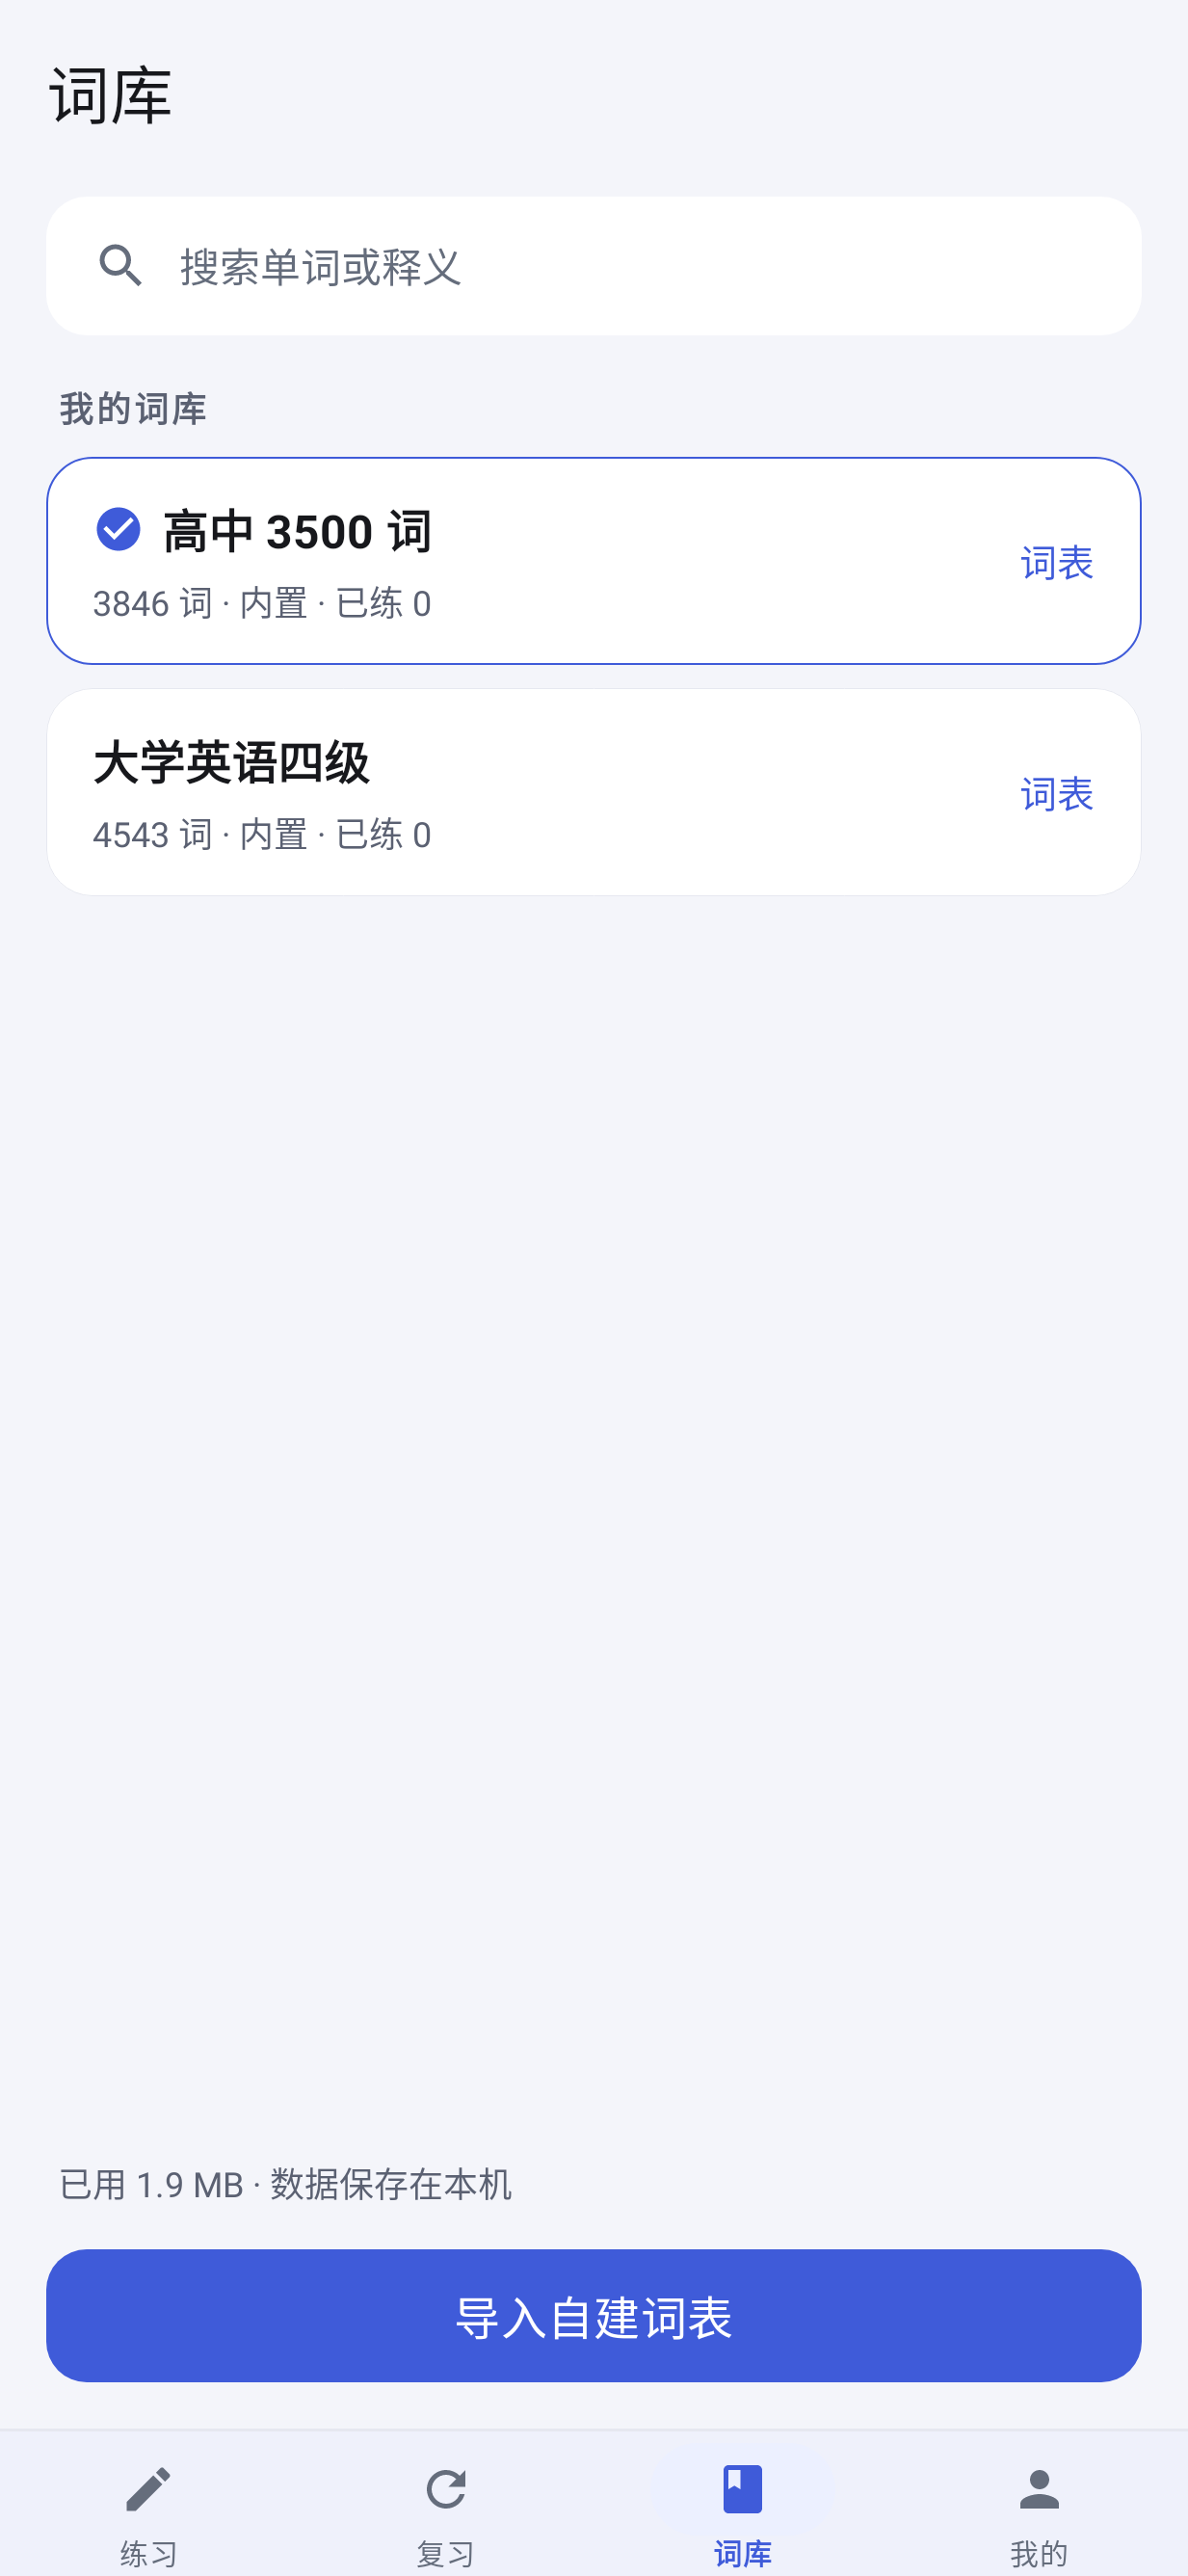 词库
搜索单词或释义
我的词库
高中 3500 词
3846 词 · 内置 · 已练 0
词表
大学英语四级
4543 词 · 内置 · 已练 0
词表
已用 1.9 MB · 数据保存在本机
导入自建词表
练习
复习
词库
我的